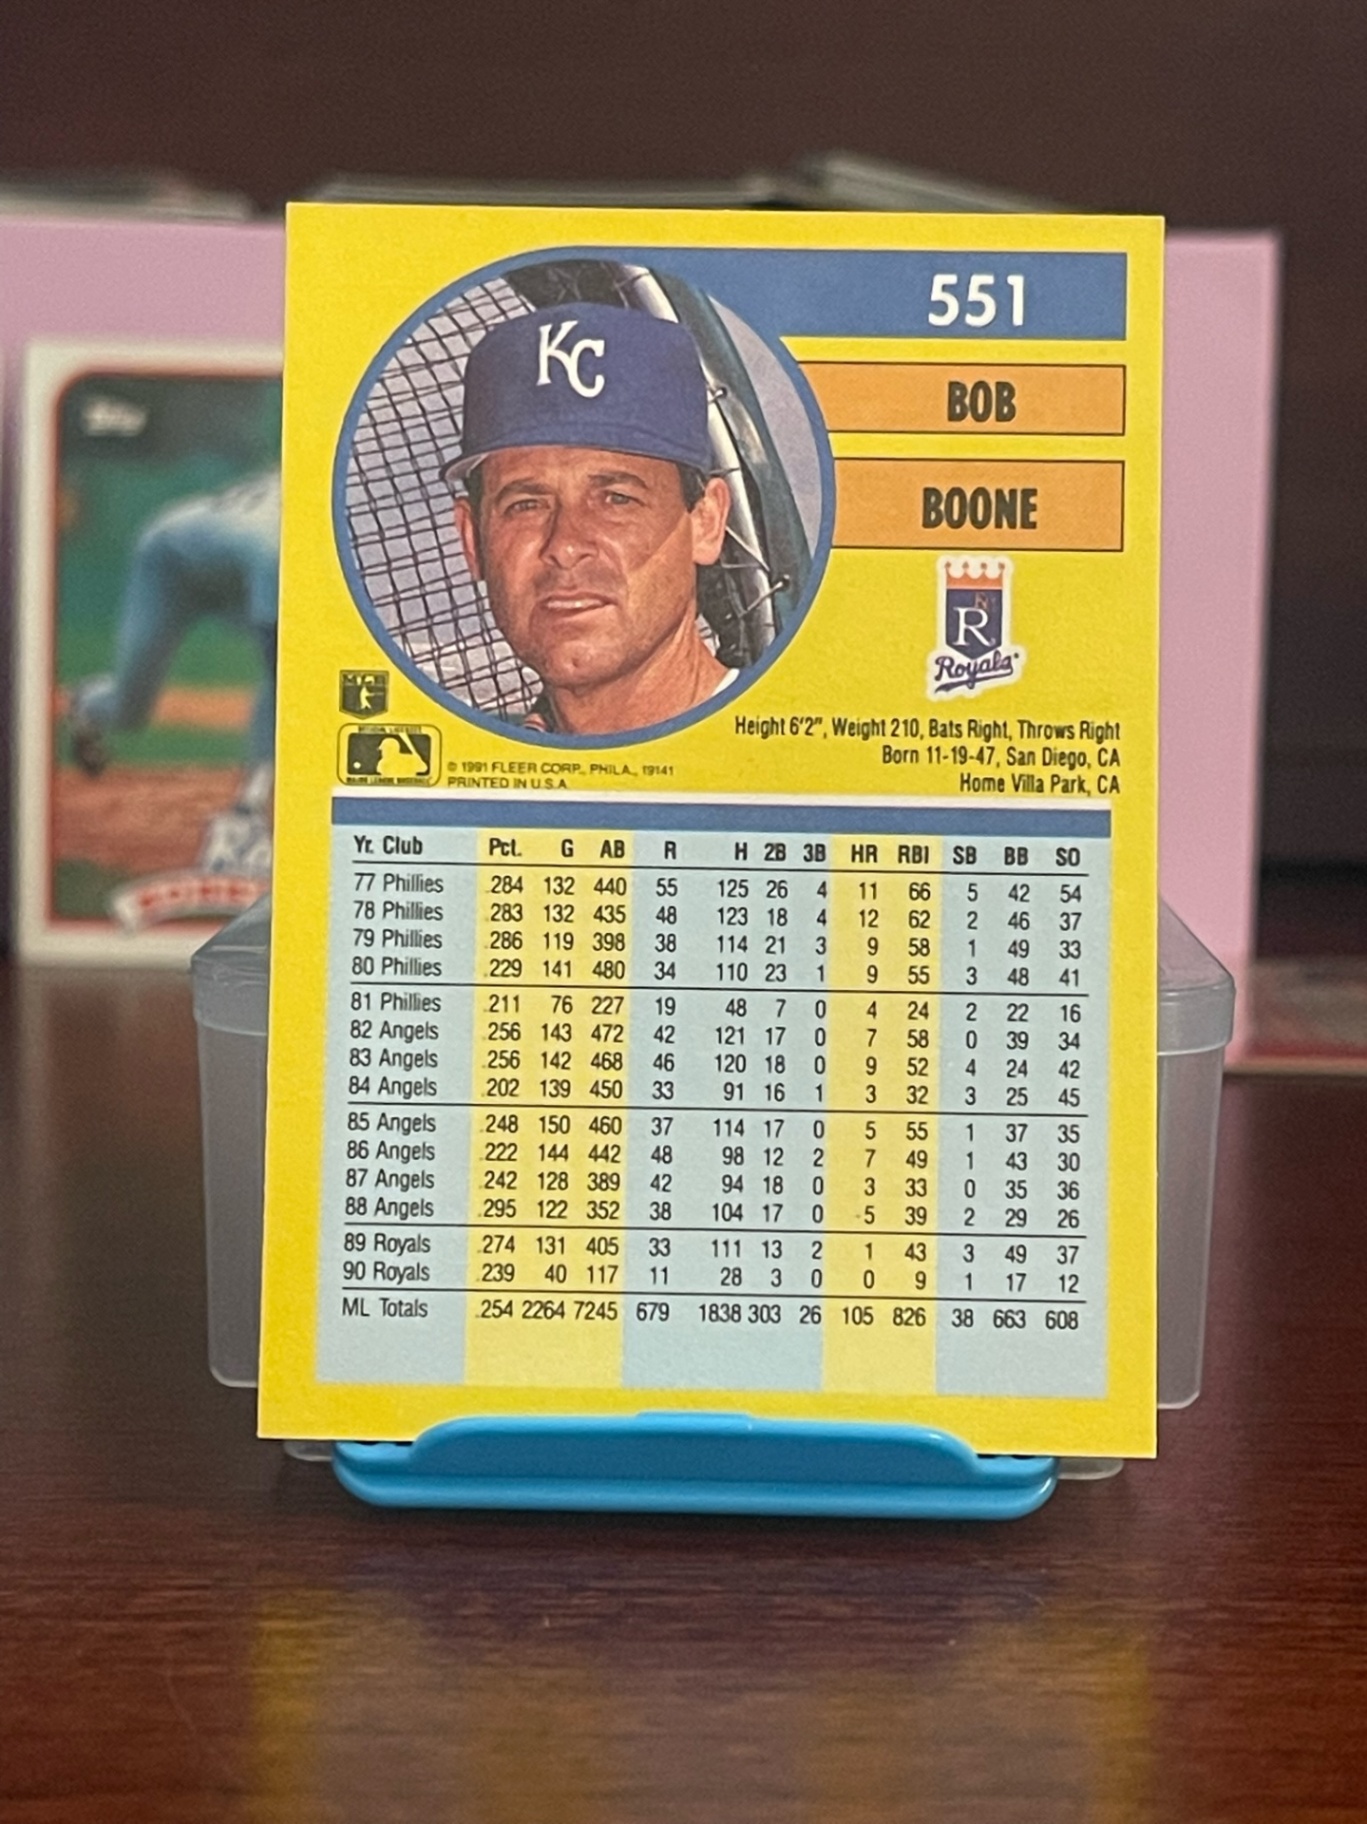 551
KC
BOB
BOONE
R
Royals
Height 6'2", Weight 210, Bats Right, Throws Right
Born 11-19-47, San Diego, CA
Home Villa Park, CA
© 1991 FLEER CORP., PHILA., 19141
PRINTED IN U.S.A.
Yr. Club Pct. G AB R H 2B 3B HR RBI SB BB SO
77 Phillies .284 132 440 55 125 26 4 11 66 5 42 54
78 Phillies .283 132 435 48 123 18 4 12 62 2 46 37
79 Phillies .286 119 398 38 114 21 3 9 58 1 49 33
80 Phillies .229 141 480 34 110 23 1 9 55 3 48 41
81 Phillies .211 76 227 19 48 7 0 4 24 2 22 16
82 Angels .256 143 472 42 121 17 0 7 58 0 39 34
83 Angels .256 142 468 46 120 18 0 9 52 4 24 42
84 Angels .202 139 450 33 91 16 1 3 32 3 25 45
85 Angels .248 150 460 37 114 17 0 5 55 1 37 35
86 Angels .222 144 442 48 98 12 2 7 49 1 43 30
87 Angels .242 128 389 42 94 18 0 3 33 0 35 36
88 Angels .295 122 352 38 104 17 0 5 39 2 29 26
89 Royals .274 131 405 33 111 13 2 1 43 3 49 37
90 Royals .239 40 117 11 28 3 0 0 9 1 17 12
ML Totals .254 2264 7245 679 1838 303 26 105 826 38 663 608